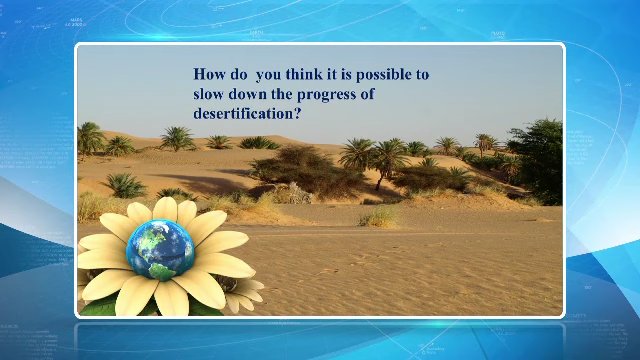 How do  you think it is possible to
slow down the progress of
desertification?